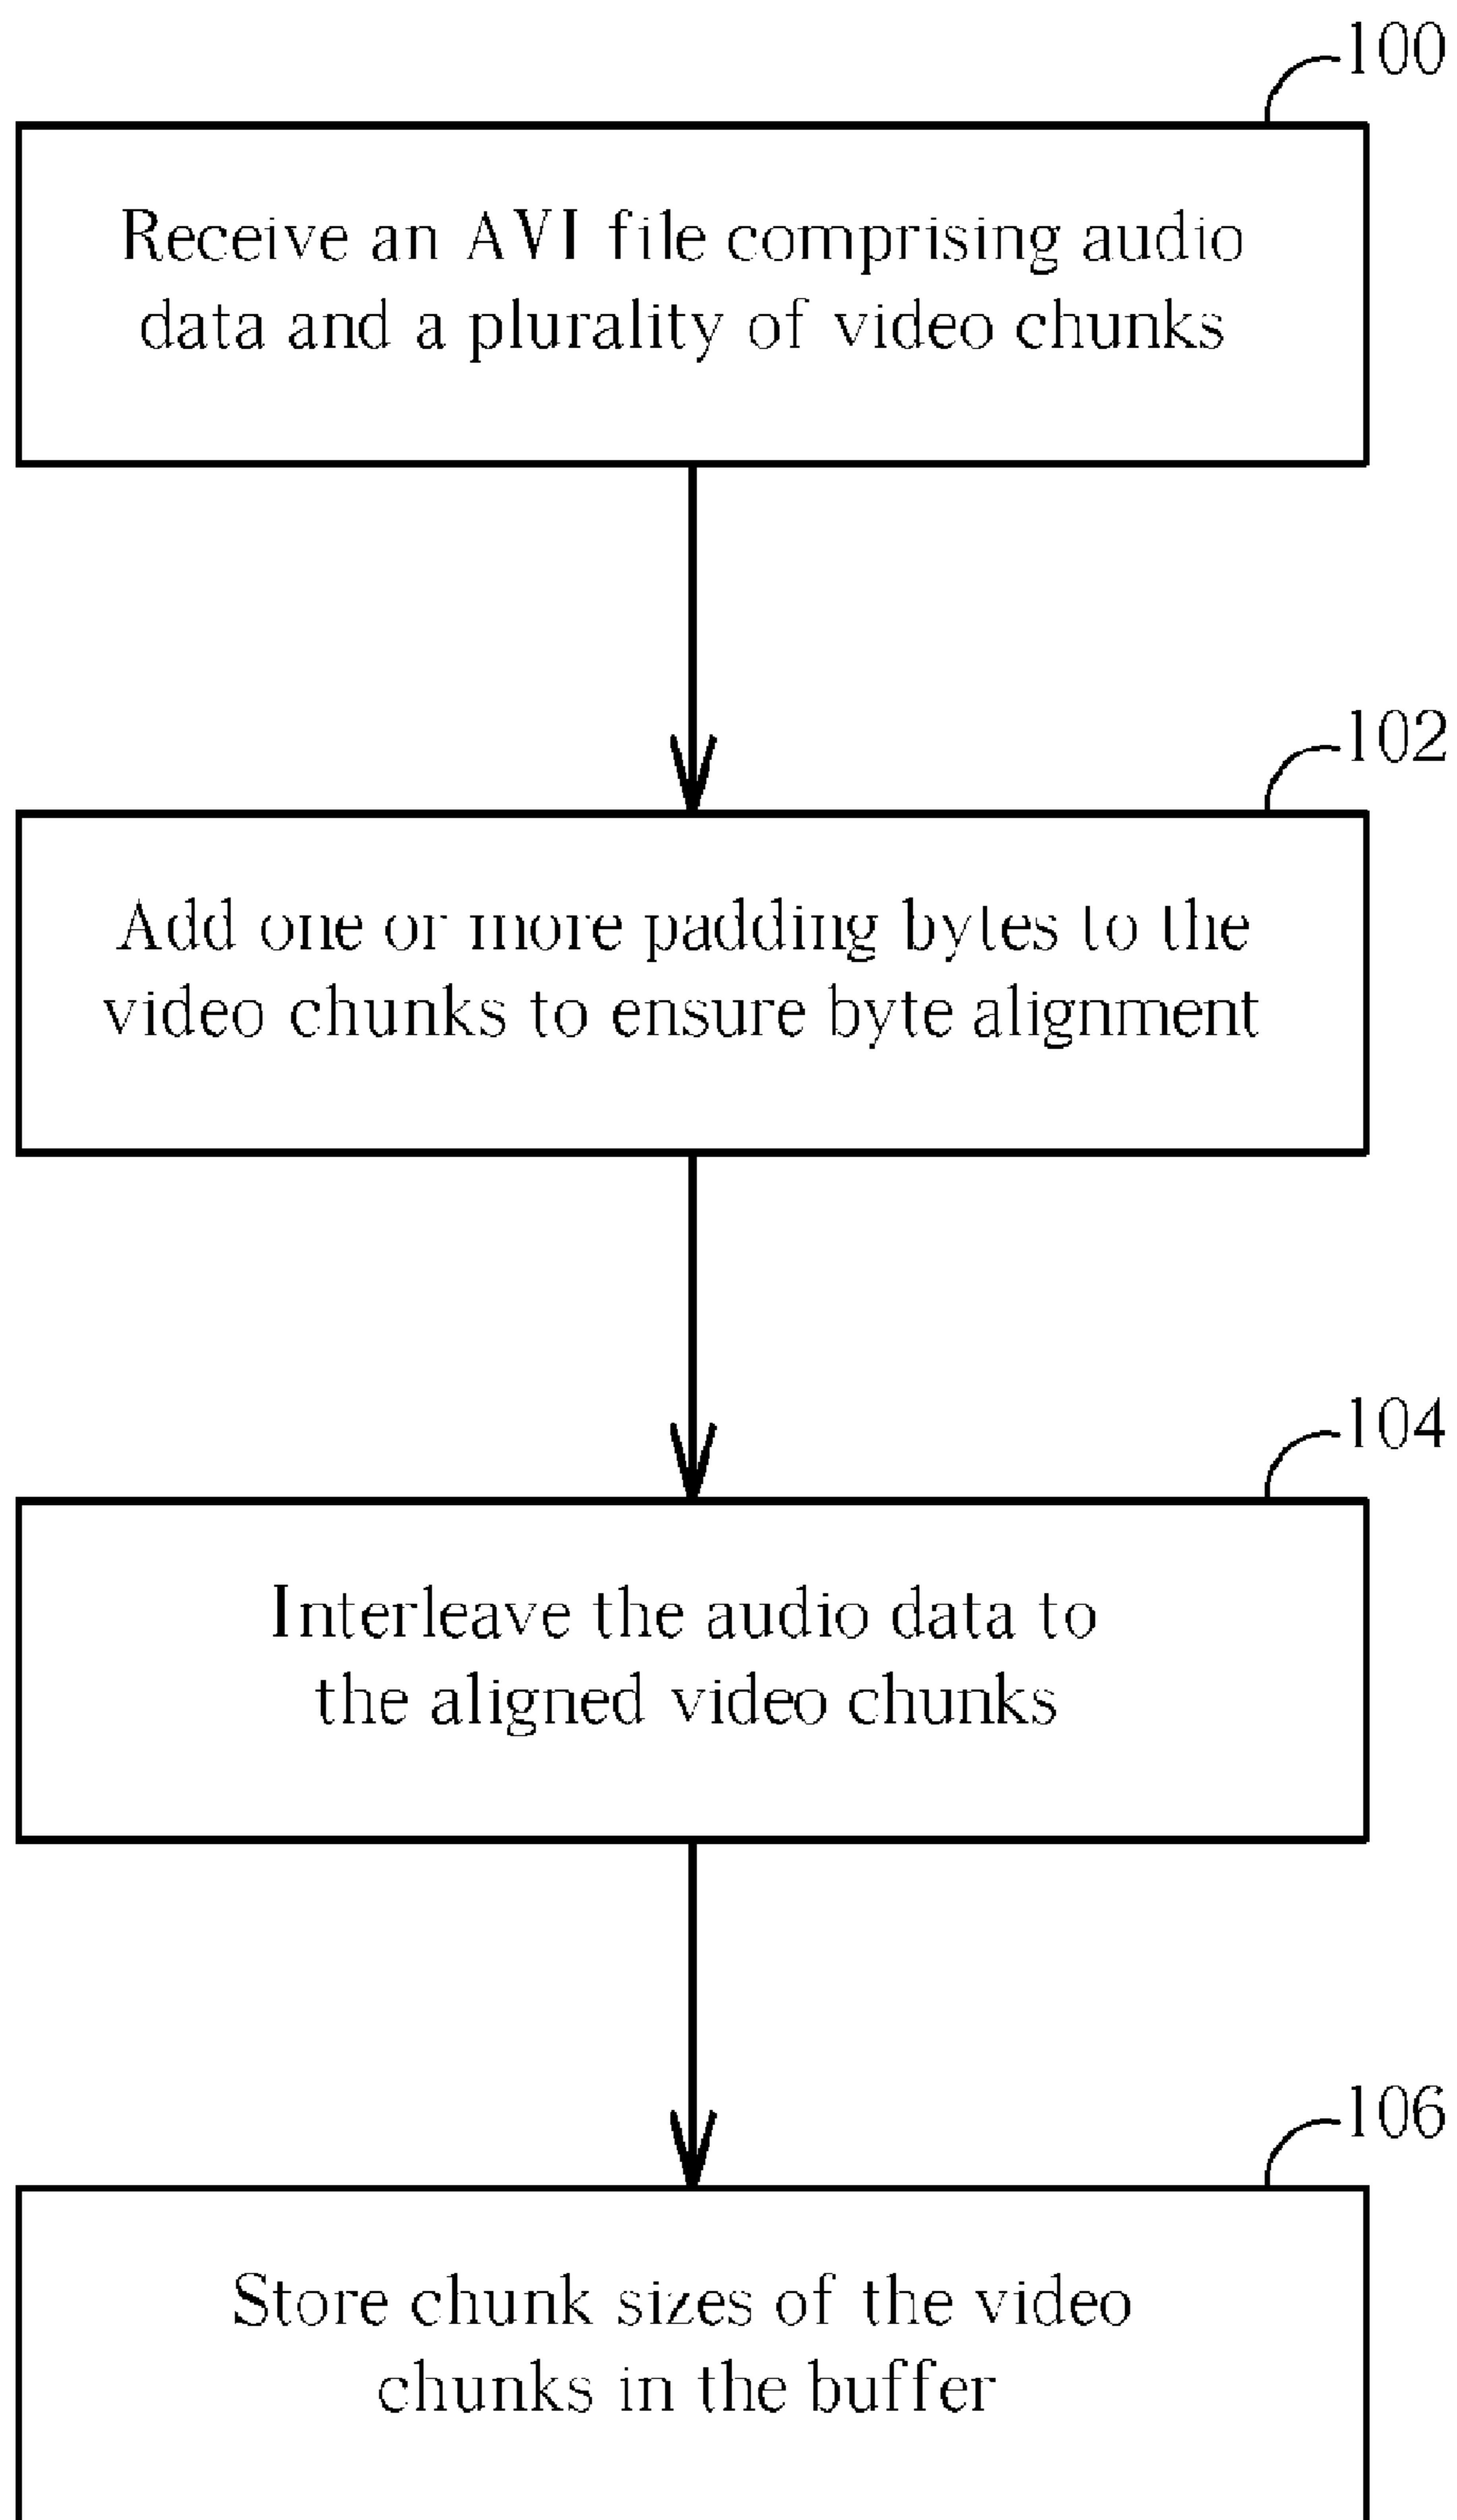 100
Receive an AVI file comprising audio
data and a plurality of video chunks
102
Add one or more padding bytes to the
video chunks to ensure byte alignment
104
Interleave the audio data to
the aligned video chunks
106
Store chunk sizes of the video
chunks in the buffer